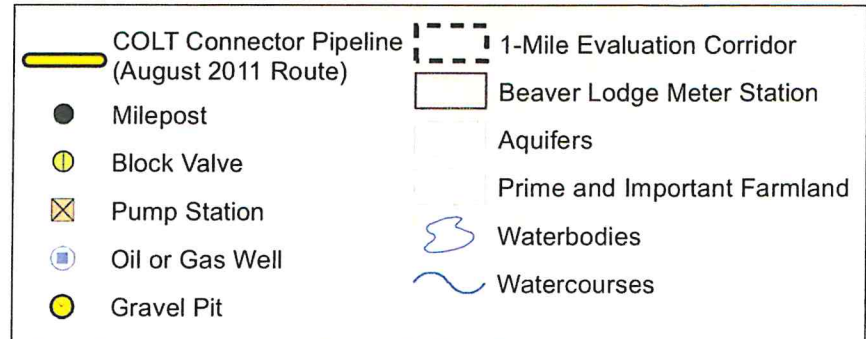 COLT Connector Pipeline
(August 2011 Route)
Milepost
Block Valve
Pump Station
Oil or Gas Well
Gravel Pit
1-Mile Evaluation Corridor
Beaver Lodge Meter Station
Aquifers
Prime and Important Farmland
Waterbodies
Watercourses